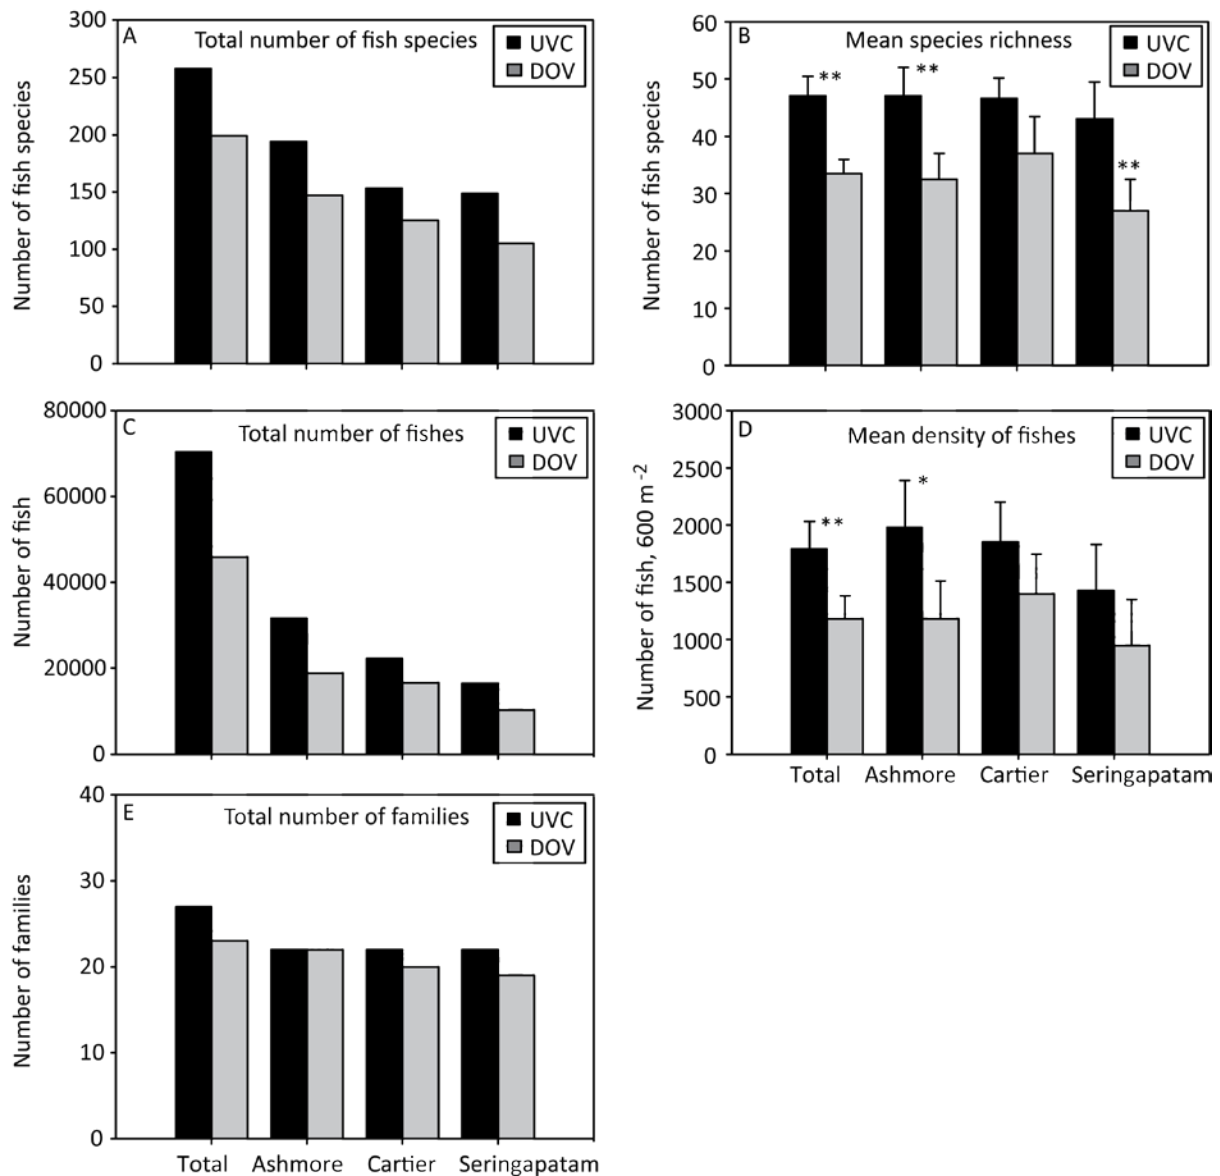 A
Total number of fish species
UVC
DOV
Number of fish species
300
250
200
150
100
50
0
B
Mean species richness
UVC
DOV
Number of fish species
60
50
40
30
20
10
0
**
**
**
C
Total number of fishes
UVC
DOV
Number of fish
80000
60000
40000
20000
0
D
Mean density of fishes
UVC
DOV
Number of fish, 600 m-2
3000
2500
2000
1500
1000
500
0
**
*
Total Ashmore Cartier Seringapatam
E
Total number of families
UVC
DOV
Number of families
40
30
20
10
0
Total Ashmore Cartier Seringapatam